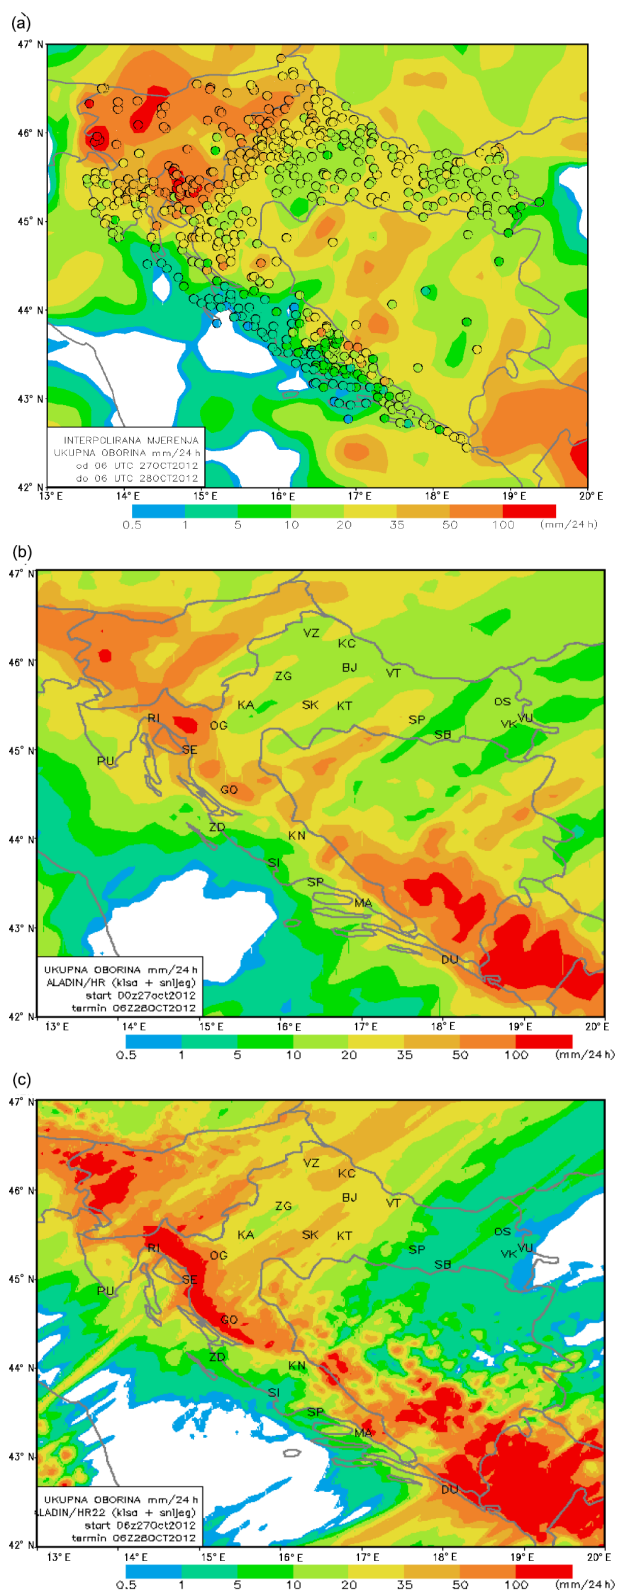 (a)
47° N
46° N
45° N
44° N
43° N
42° N
INTERPOLIRANA MJERENJA
UKUPNA OBORINA mm/24 h
od 06 UTC 27OCT2012
do 06 UTC 28OCT2012
13°E 14°E 15°E 16°E 17°E 18°E 19°E 20°E
0.5 1 5 10 20 35 50 100 (mm/24 h)
(b)
47° N
46° N
45° N
44° N
43° N
42° N
VZ
KC
BJ
ZG
VT
KA
SK
KT
OS
RI
OG
SP
VU
VK
SB
SE
PU
GO
ZD
KN
SI
SP
MA
DU
UKUPNA OBORINA mm/24 h
ALADIN/HR (kisa + snijeg)
start 00z27oct2012
termin 06Z28OCT2012
13°E 14°E 15°E 16°E 17°E 18°E 19°E 20°E
0.5 1 5 10 20 35 50 100 (mm/24h)
(c)
47° N
46° N
45° N
44° N
43° N
42° N
VZ
KC
BJ
ZG
VT
KA
SK
KT
OS
RI
OG
SP
VU
VK
SB
SE
PU
GO
ZD
KN
SI
SP
MA
DU
UKUPNA OBORINA mm/24 h
ALADIN/HR22 (kisa + snijeg)
start 06z27OCT2012
termin 06Z28OCT2012
13°E 14°E 15°E 16°E 17°E 18°E 19°E 20°E
0.5 1 5 10 20 35 50 100 (mm/24h)